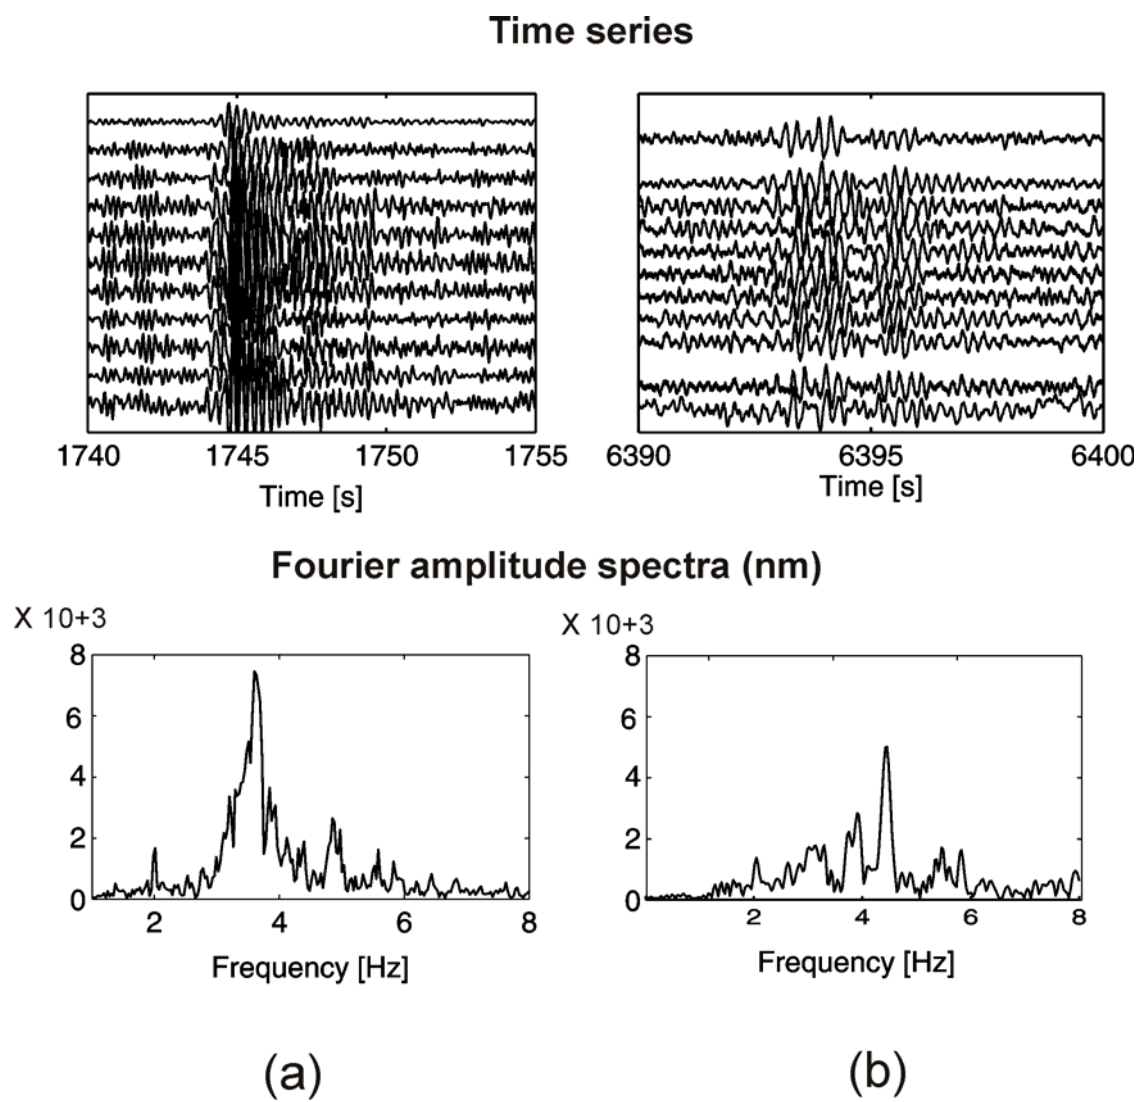 Time series
1740 1745 1750 1755
Time [s]
6390 6395 6400
Time [s]
Fourier amplitude spectra (nm)
X 10+3
8
6
4
2
0
2 4 6 8
Frequency [Hz]
(a)
X 10+3
8
6
4
2
0
2 4 6 8
Frequency [Hz]
(b)